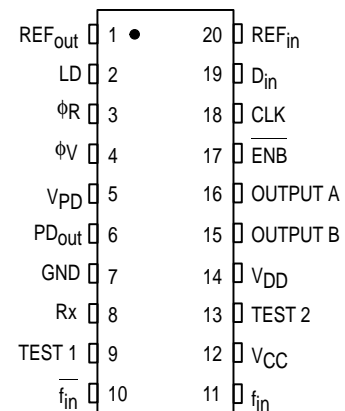 REFout 1 20 REFin
LD 2 19 Din
ϕR 3 18 CLK
ϕV 4 17 E̅N̅B̅
VPD 5 16 OUTPUT A
PDout 6 15 OUTPUT B
GND 7 14 VDD
Rx 8 13 TEST 2
TEST 1 9 12 VCC
f̅i̅n̅ 10 11 fin